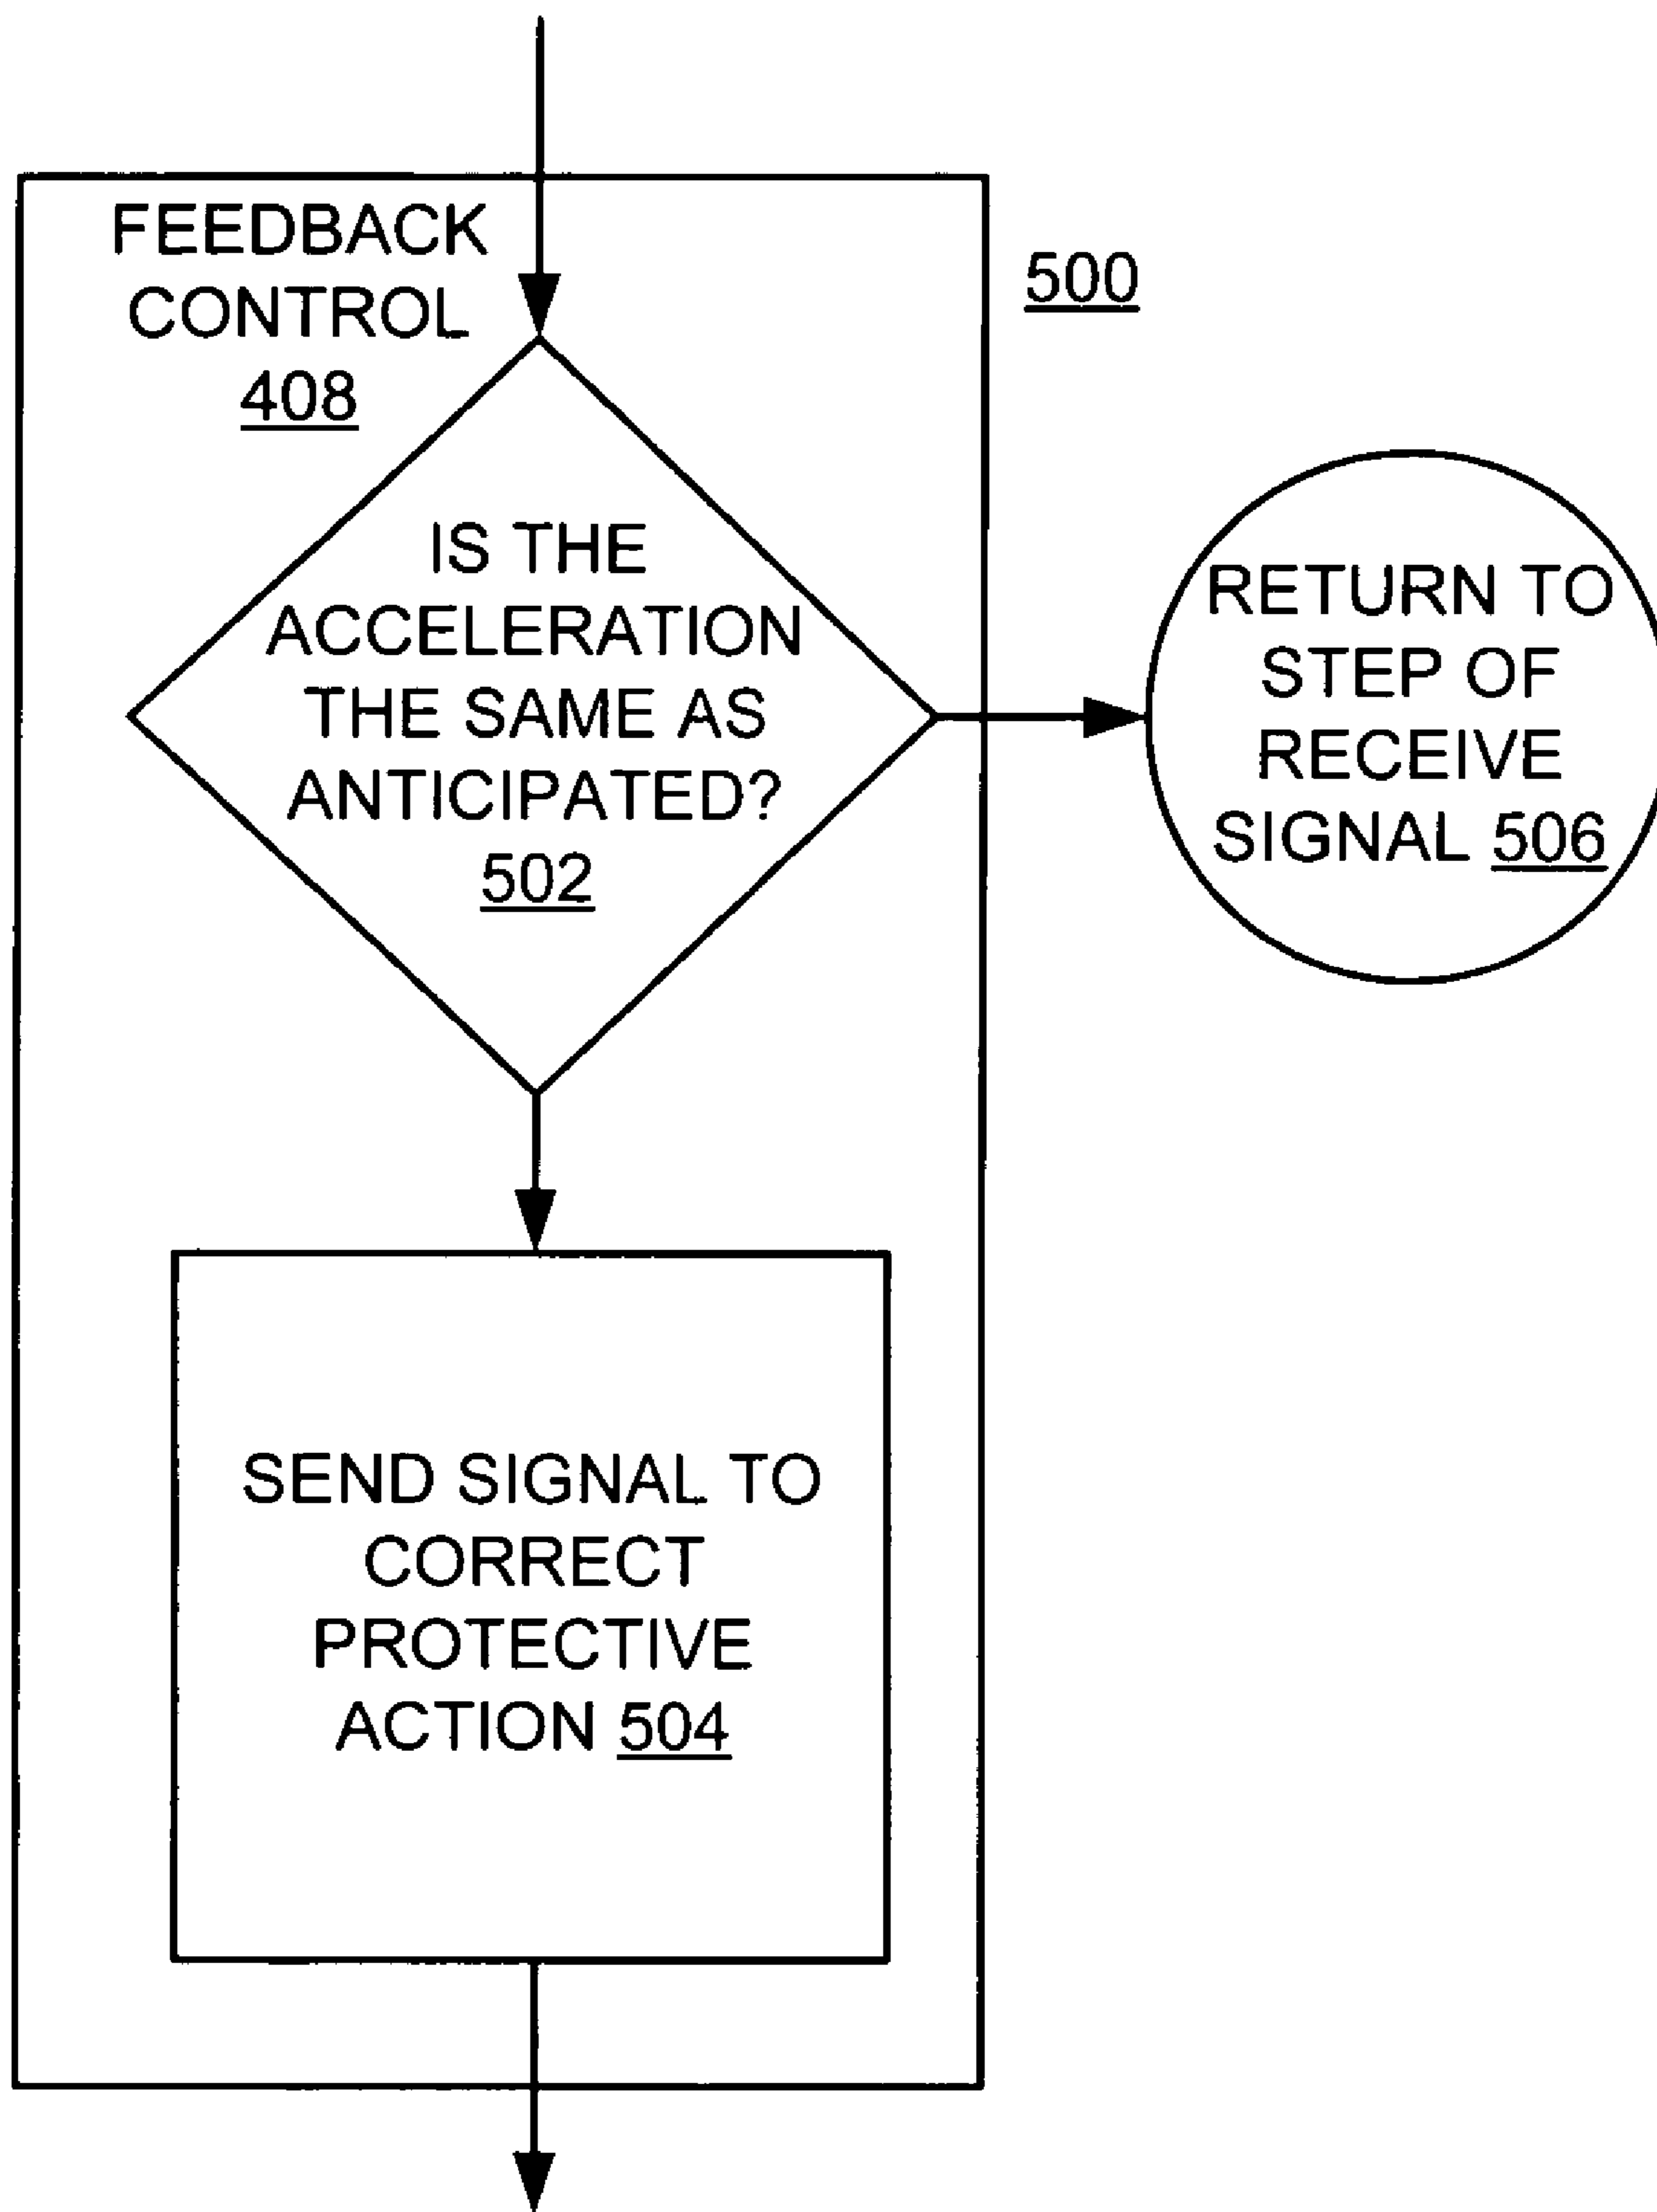 FEEDBACK
CONTROL
408
500
IS THE
ACCELERATION
THE SAME AS
ANTICIPATED?
502
RETURN TO
STEP OF
RECEIVE
SIGNAL 506
SEND SIGNAL TO
CORRECT
PROTECTIVE
ACTION 504